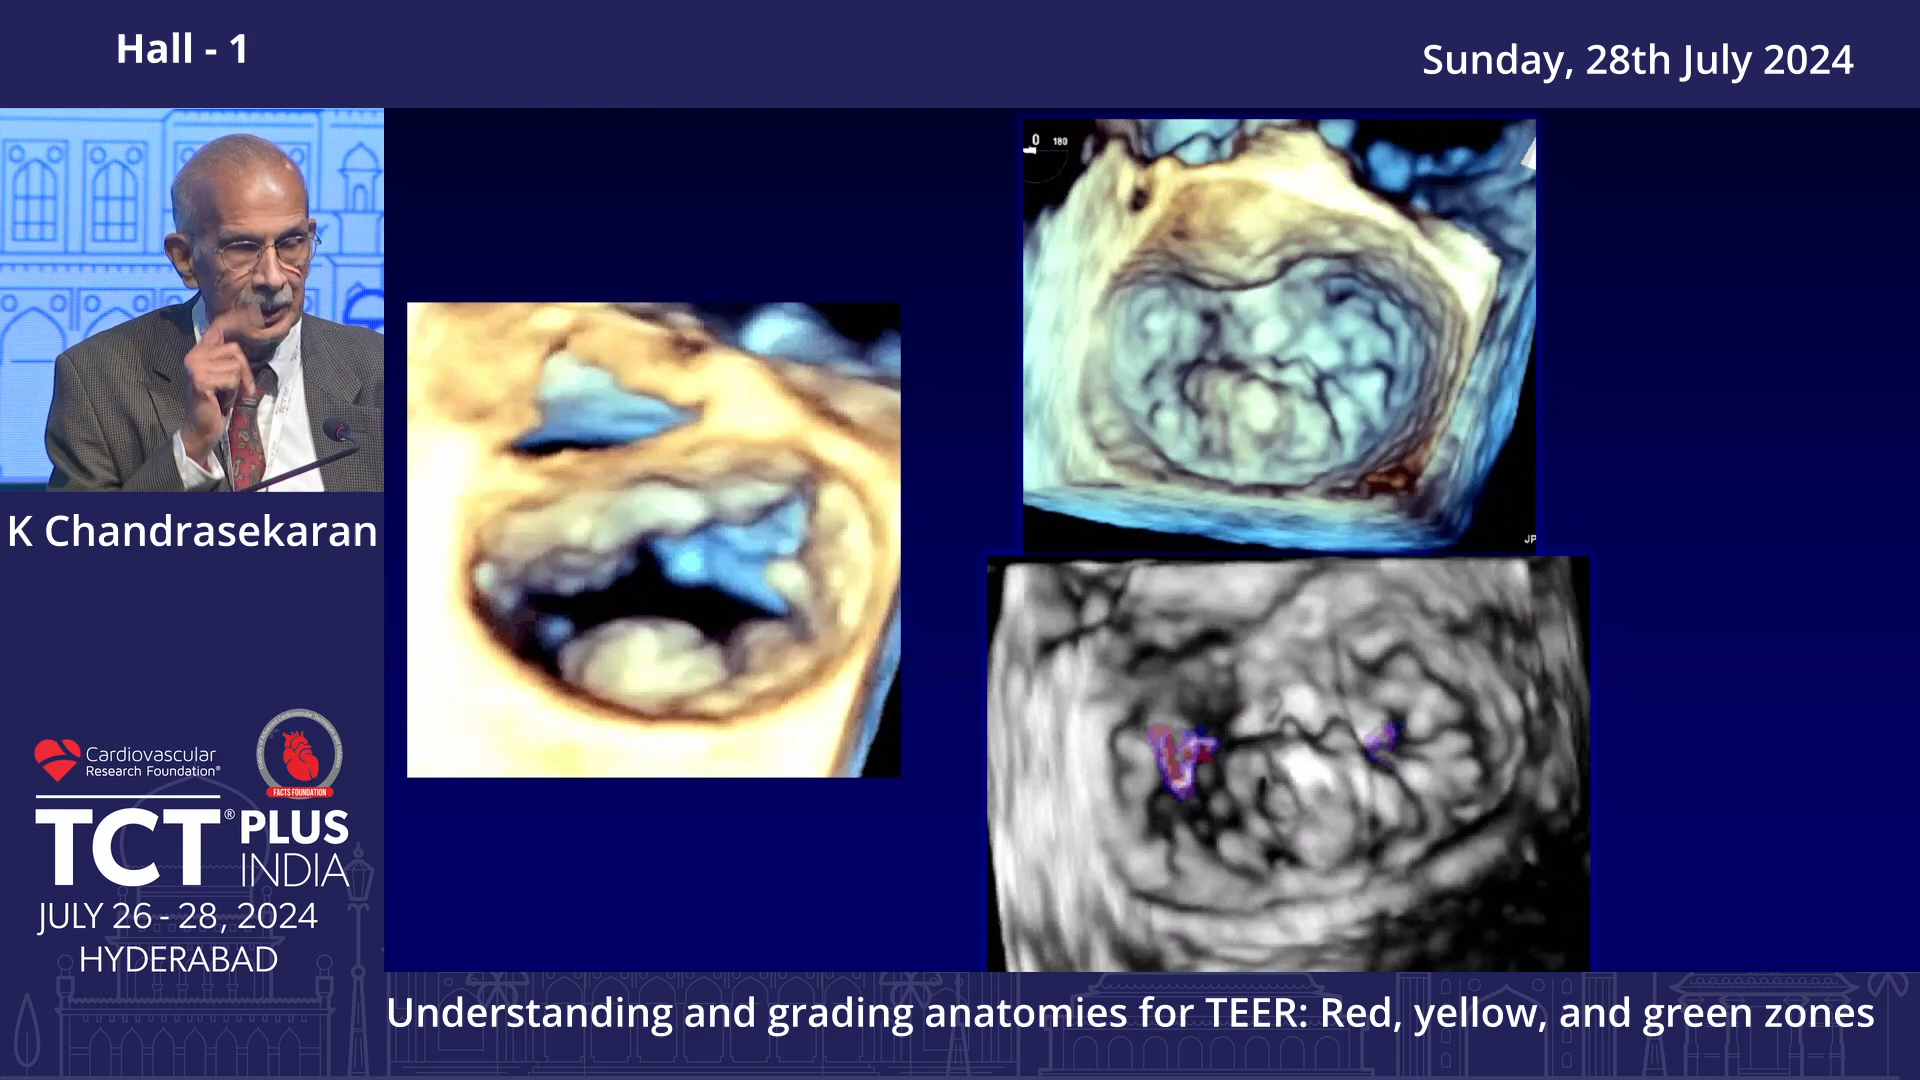 Hall - 1
Sunday, 28th July 2024
0 180
JP
K Chandrasekaran
Cardiovascular
Research Foundation®
FACTS FOUNDATION
TCT® PLUS
INDIA
JULY 26 - 28, 2024
HYDERABAD
Understanding and grading anatomies for TEER: Red, yellow, and green zones